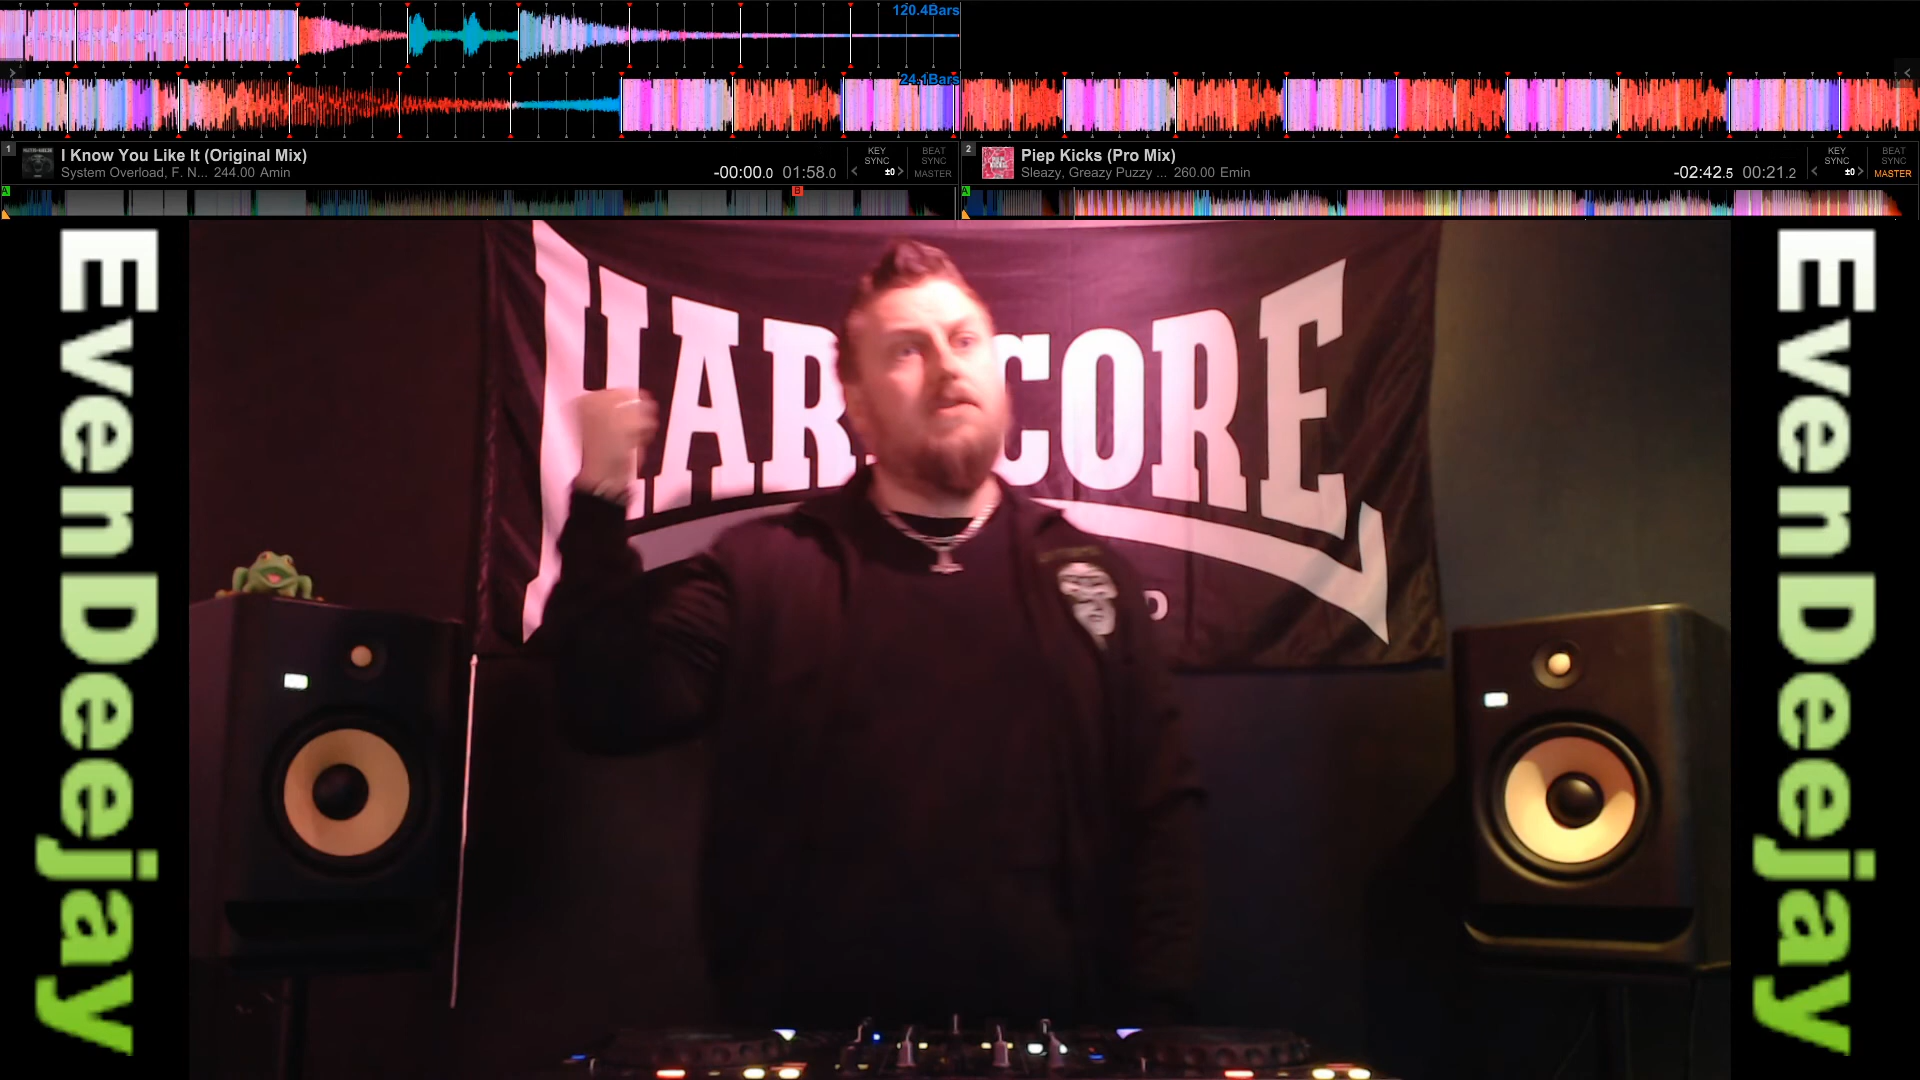 120.4Bars
24.1Bars
1
I Know You Like It (Original Mix)
System Overload, F. N... 244.00 Amin
-00:00.0 01:58.0
KEY SYNC
±0
BEAT SYNC
MASTER
2
Piep Kicks (Pro Mix)
Sleazy, Greazy Puzzy ... 260.00 Emin
-02:42.5 00:21.2
KEY SYNC
±0
BEAT SYNC
MASTER
A
B
A
EvenDeejay
HAR CORE
EvenDeejay